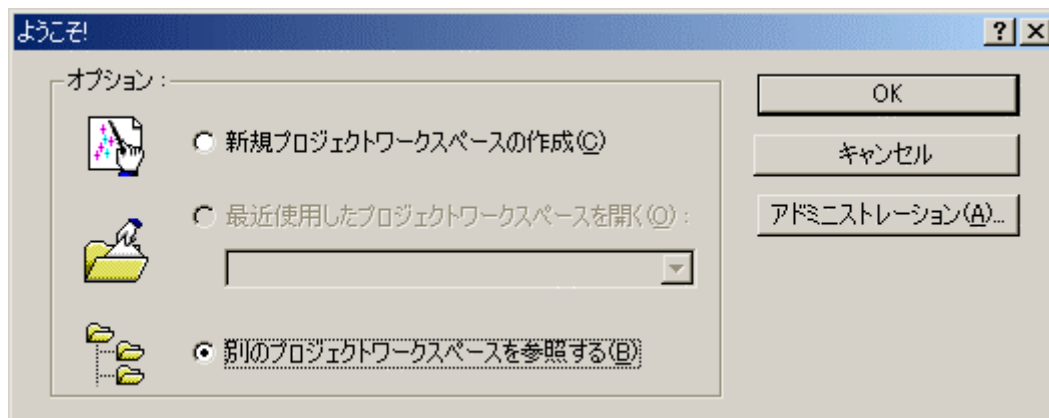 ようこそ!
オプション :
新規プロジェクトワークスペースの作成(C)
最近使用したプロジェクトワークスペースを開く(O) :
別のプロジェクトワークスペースを参照する(B)
OK
キャンセル
アドミニストレーション(A)...